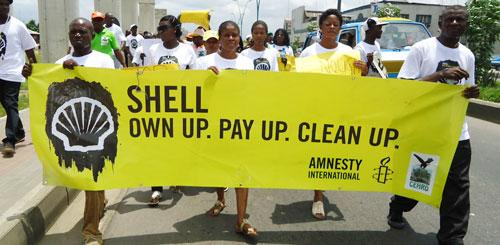 SHELL
OWN UP. PAY UP. CLEAN UP.
AMNESTY
INTERNATIONAL
CEHRD